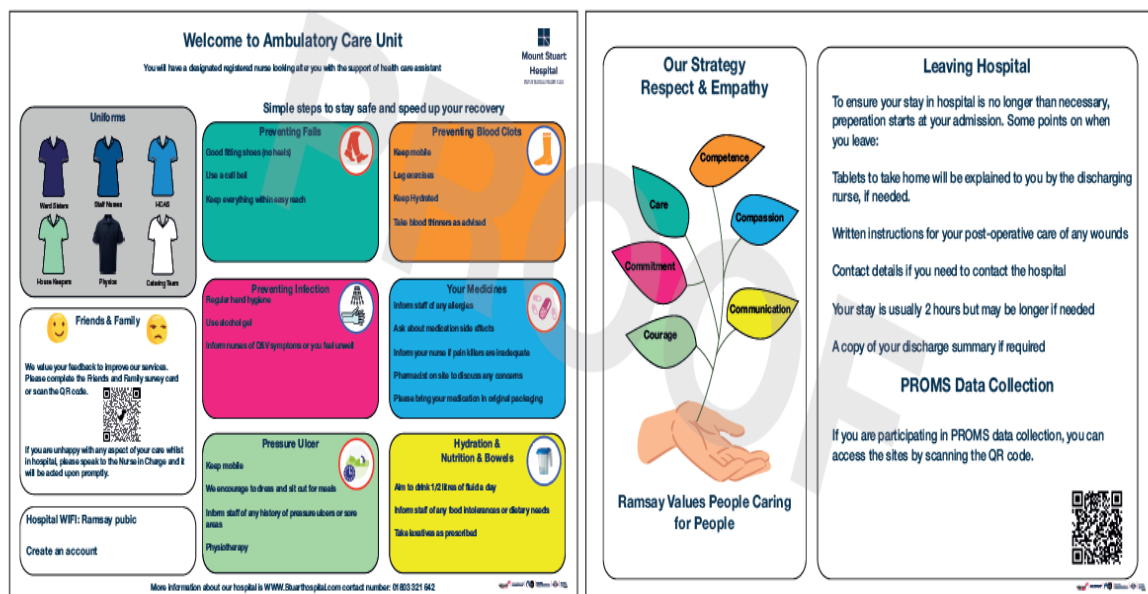 Welcome to Ambulatory Care Unit
You will have a designated registered nurse looking after you with the support of health care assistant
Mount Stuart
Hospital
Simple steps to stay safe and speed up your recovery
Uniforms
Ward Sisters
Staff Nurses
HCAS
House Keepers
Physios
Catering Team
Preventing Falls
Good fitting shoes (no heels)
Use a call bell
Keep everything within easy reach
Preventing Blood Clots
Keep mobile
Leg exercises
Keep Hydrated
Take blood thinners as advised
Preventing Infection
Regular hand hygiene
Use alcohol gel
Inform nurses of D&V symptoms or you feel unwell
Your Medicines
Inform staff of any allergies
Ask about medication side effects
Inform your nurse if pain killers are inadequate
Pharmacist on site to discuss any concerns
Please bring your medication in original packaging
Friends & Family
We value your feedback to improve our services.
Please complete the Friends and Family survey card
or scan the QR code.
If you are unhappy with any aspect of your care whilst
in hospital, please speak to the Nurse in Charge and it
will be acted upon promptly.
Pressure Ulcer
Keep mobile
We encourage to dress and sit out for meals
Inform staff of any history of pressure ulcers or sore
areas
Physiotherapy
Hydration &
Nutrition & Bowels
Aim to drink 1/2 litres of fluid a day
Inform staff of any food intolerances or dietary needs
Take laxatives as prescribed
Hospital WIFI: Ramsay pubic
Create an account
More information about our hospital is WWW.Stuarthospital.com contact number: 01803 321 642
Our Strategy
Respect & Empathy
Competence
Care
Compassion
Commitment
Communication
Courage
Ramsay Values People Caring
for People
Leaving Hospital
To ensure your stay in hospital is no longer than necessary,
preperation starts at your admission. Some points on when
you leave:
Tablets to take home will be explained to you by the discharging
nurse, if needed.
Written instructions for your post-operative care of any wounds
Contact details if you need to contact the hospital
Your stay is usually 2 hours but may be longer if needed
A copy of your discharge summary if required
PROMS Data Collection
If you are participating in PROMS data collection, you can
access the sites by scanning the QR code.
PROOF